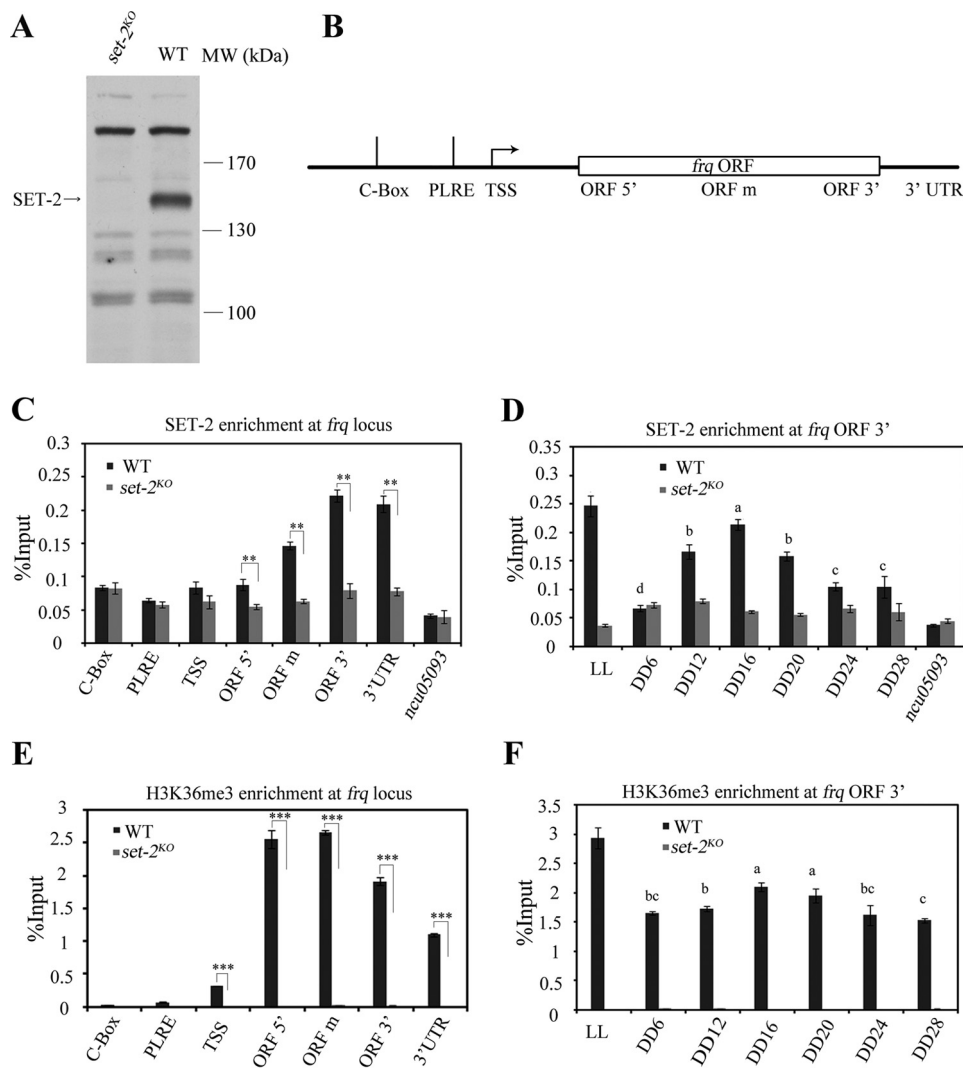 A
set-2KO
WT
MW (kDa)
170
SET-2→
130
100
B
frq ORF
C-Box
PLRE
TSS
ORF 5’
ORF m
ORF 3’
3’ UTR
C
SET-2 enrichment at frq locus
WT
set-2KO
%Input
0.3
0.25
0.2
0.15
0.1
0.05
0
**
**
**
**
C-Box
PLRE
TSS
ORF 5’
ORF m
ORF 3’
3’UTR
ncu05093
D
SET-2 enrichment at frq ORF 3’
WT
set-2KO
%Input
0.35
0.3
0.25
0.2
0.15
0.1
0.05
0
d
b
a
b
c
c
LL
DD6
DD12
DD16
DD20
DD24
DD28
ncu05093
E
H3K36me3 enrichment at frq locus
WT
set-2KO
%Input
3
2.5
2
1.5
1
0.5
0
***
***
***
***
***
C-Box
PLRE
TSS
ORF 5’
ORF m
ORF 3’
3’UTR
F
H3K36me3 enrichment at frq ORF 3’
WT
set-2KO
%Input
3.5
3
2.5
2
1.5
1
0.5
0
bc
b
a
a
bc
c
LL
DD6
DD12
DD16
DD20
DD24
DD28